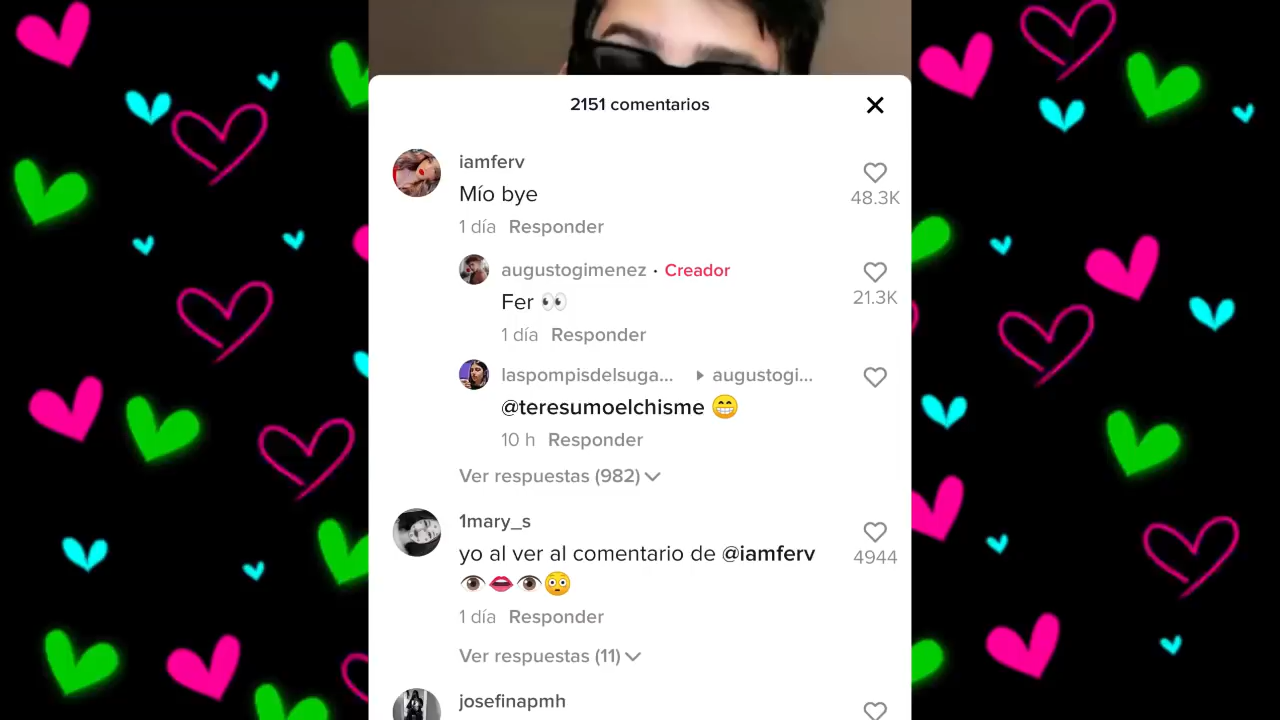 2151 comentarios
iamferv
Mío bye
48.3K
1 día Responder
augustogimenez · Creador
Fer 👀
21.3K
1 día Responder
laspompisdelsuga... ▶ augustogi...
@teresumoelchisme 😁
10 h Responder
Ver respuestas (982)
1mary_s
yo al ver al comentario de @iamferv
👁️👄👁️😳
4944
1 día Responder
Ver respuestas (11)
josefinapmh